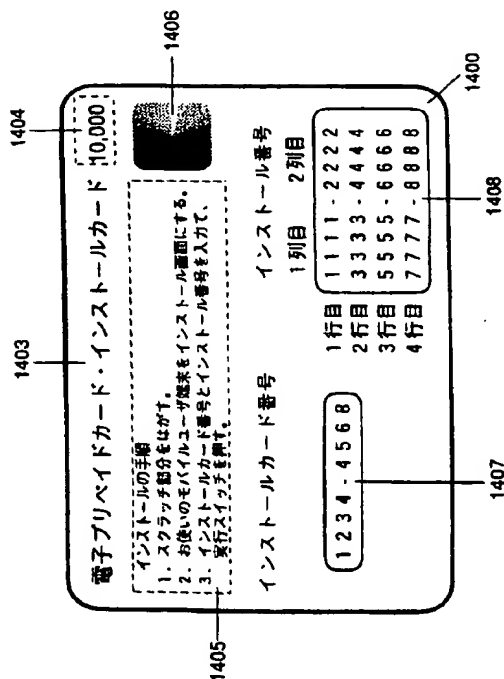 1403
1404
1406
電子プリペイドカード・インストールカード 10,000
インストールの手順
1. スクラッチ部分をはがす。
2. お使いのモバイルユーザ端末をインストール画面にする。
3. インストールカード番号とインストール番号を入力て、
実行スイッチを押す。
1405
インストールカード番号
1234-4568
1407
インストール番号
1列目 2列目
1行目 1111-2222
2行目 3333-4444
3行目 5555-6666
4行目 7777-8888
1408
1400